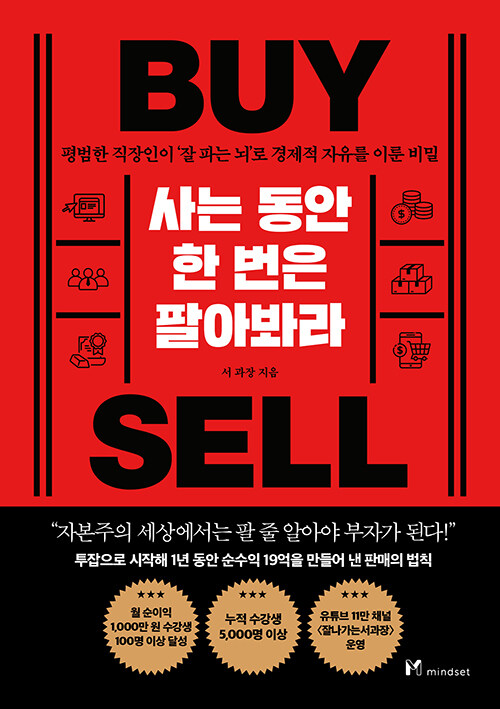 BUY
평범한 직장인이 ‘잘 파는 뇌’로 경제적 자유를 이룬 비밀
사는 동안
한 번은
팔아봐라
서 과장 지음
SELL
“자본주의 세상에서는 팔 줄 알아야 부자가 된다!”
투잡으로 시작해 1년 동안 순수익 19억을 만들어 낸 판매의 법칙
★★★
월 순이익
1,000만 원 수강생
100명 이상 달성
★★★
누적 수강생
5,000명 이상
★★★
유튜브 11만 채널
〈잘나가는서과장〉
운영
M mindset